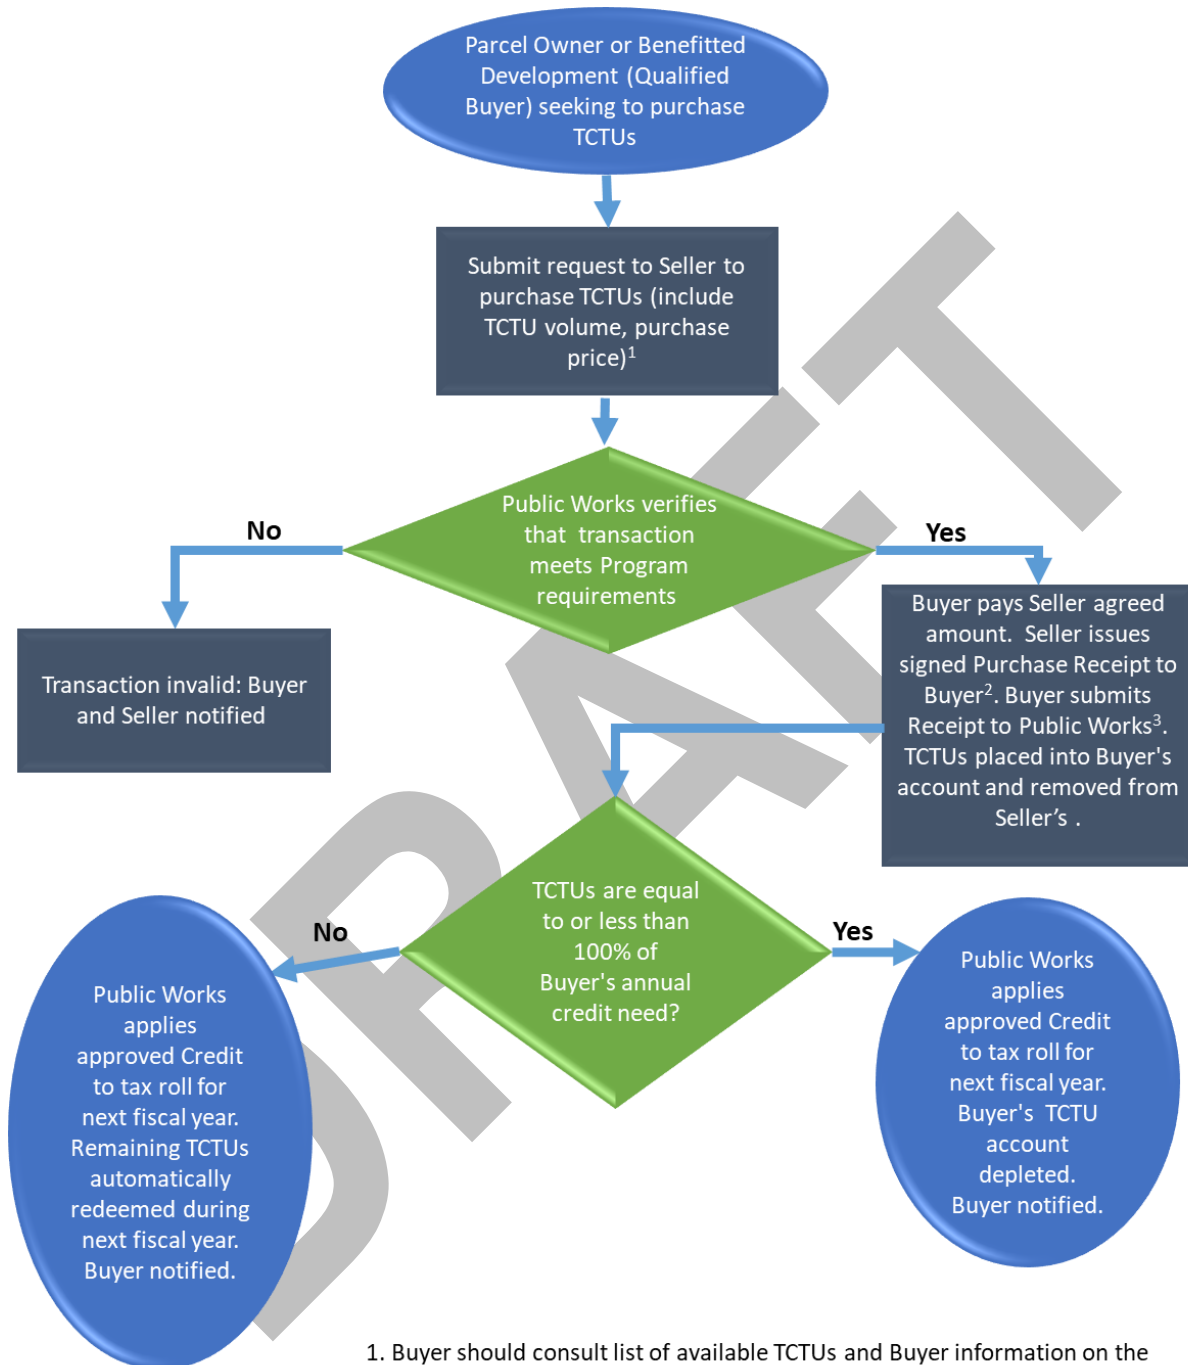 Parcel Owner or Benefitted
Development (Qualified
Buyer) seeking to purchase
TCTUs
Submit request to Seller to
purchase TCTUs (include
TCTU volume, purchase
price)1
Public Works verifies
that transaction
meets Program
requirements
No
Yes
Transaction invalid: Buyer
and Seller notified
Buyer pays Seller agreed
amount. Seller issues
signed Purchase Receipt to
Buyer2. Buyer submits
Receipt to Public Works3.
TCTUs placed into Buyer's
account and removed from
Seller’s .
TCTUs are equal
to or less than
100% of
Buyer's annual
credit need?
No
Yes
Public Works
applies
approved Credit
to tax roll for
next fiscal year.
Remaining TCTUs
automatically
redeemed during
next fiscal year.
Buyer notified.
Public Works
applies
approved Credit
to tax roll for
next fiscal year.
Buyer's TCTU
account
depleted.
Buyer notified.
DRAFT
1. Buyer should consult list of available TCTUs and Buyer information on the